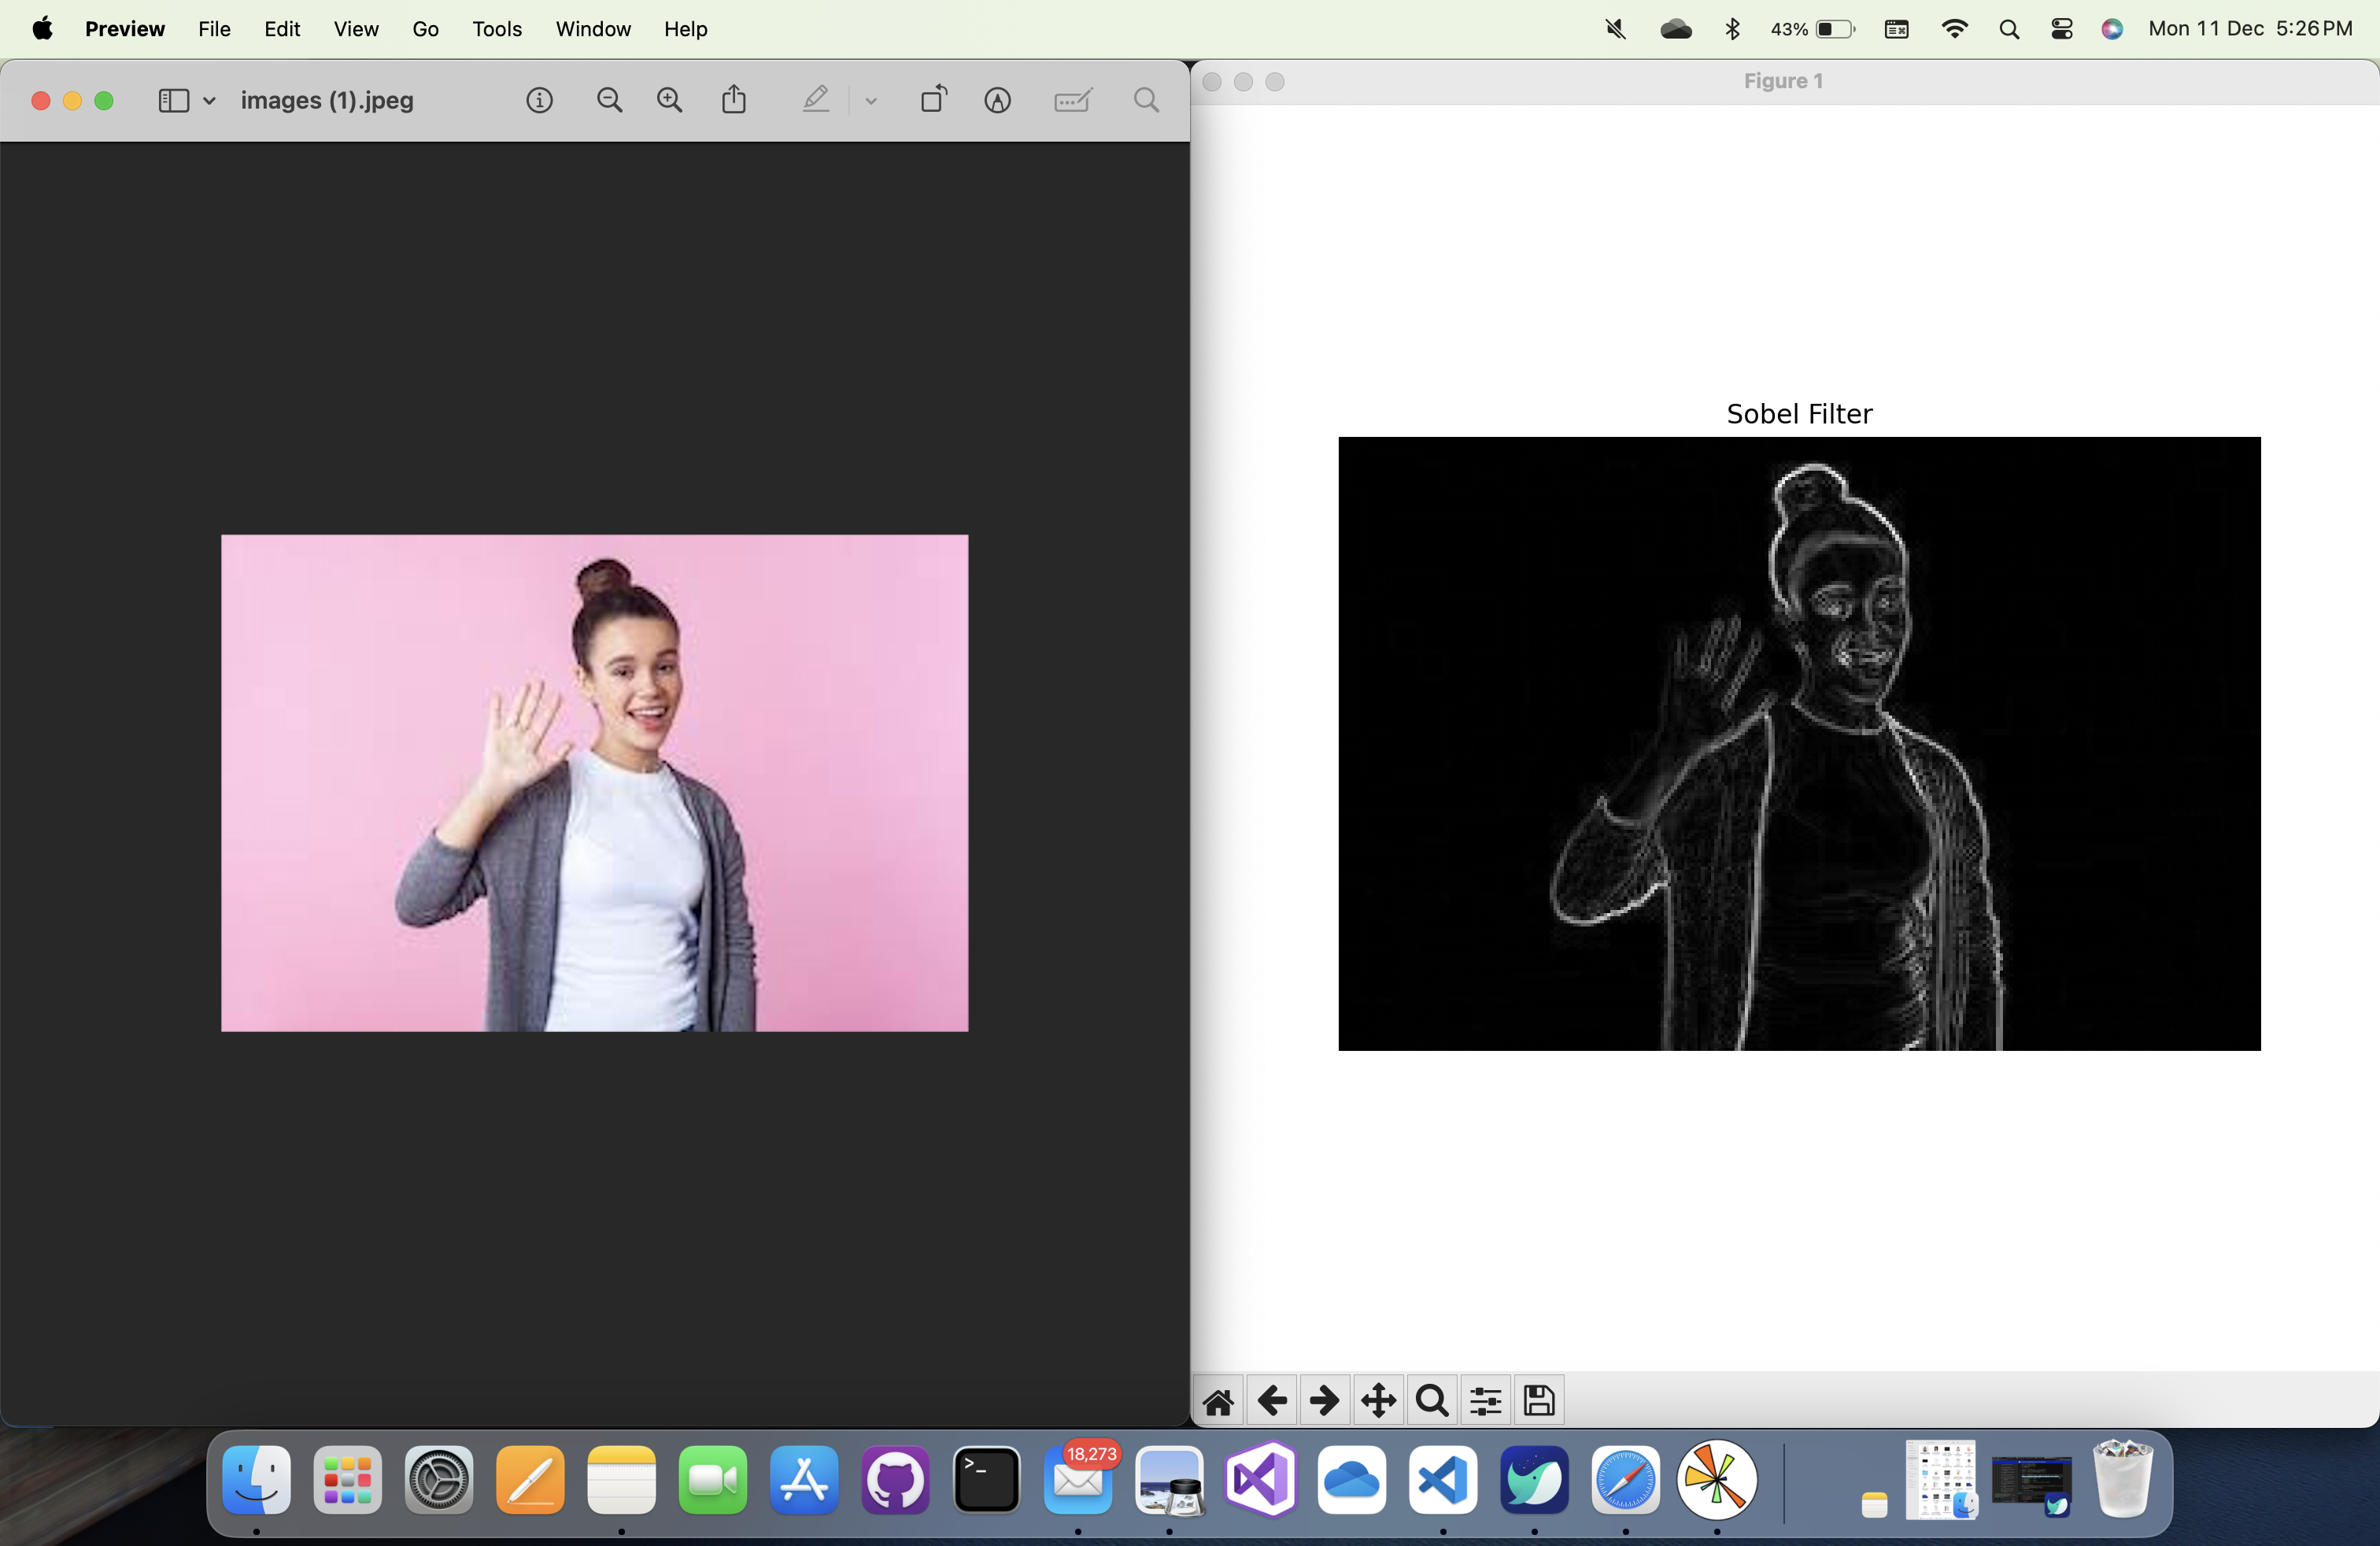 Preview File Edit View Go Tools Window Help 43% Mon 11 Dec 5:26 PM
images (1).jpeg
Figure 1
Sobel Filter
>_
18,273